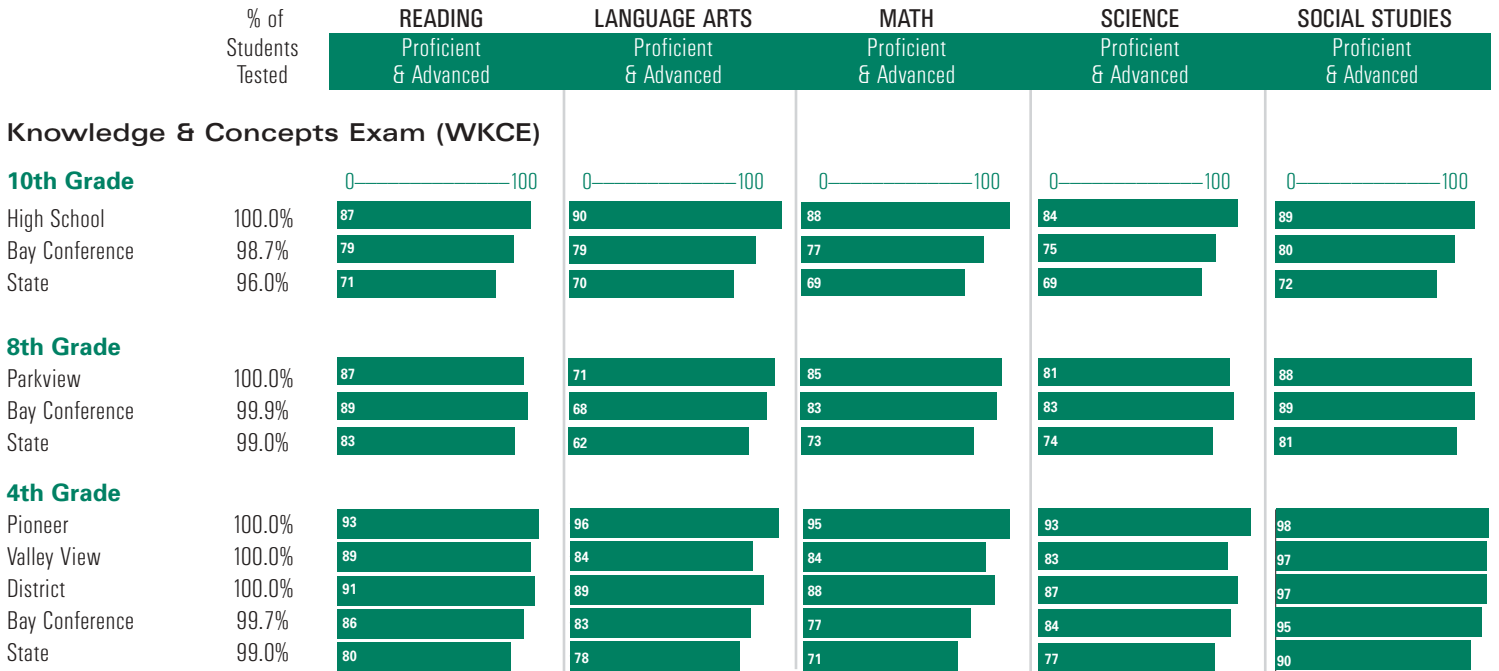 % of READING LANGUAGE ARTS MATH SCIENCE SOCIAL STUDIES
Students Proficient Proficient Proficient Proficient Proficient
Tested & Advanced & Advanced & Advanced & Advanced & Advanced
Knowledge & Concepts Exam (WKCE)
10th Grade 0 100 0 100 0 100 0 100 0 100
High School 100.0% 87 90 88 84 89
Bay Conference 98.7% 79 79 77 75 80
State 96.0% 71 70 69 69 72
8th Grade
Parkview 100.0% 87 71 85 81 88
Bay Conference 99.9% 89 68 83 83 89
State 99.0% 83 62 73 74 81
4th Grade
Pioneer 100.0% 93 96 95 93 98
Valley View 100.0% 89 84 84 83 97
District 100.0% 91 89 88 87 97
Bay Conference 99.7% 86 83 77 84 95
State 99.0% 80 78 71 77 90